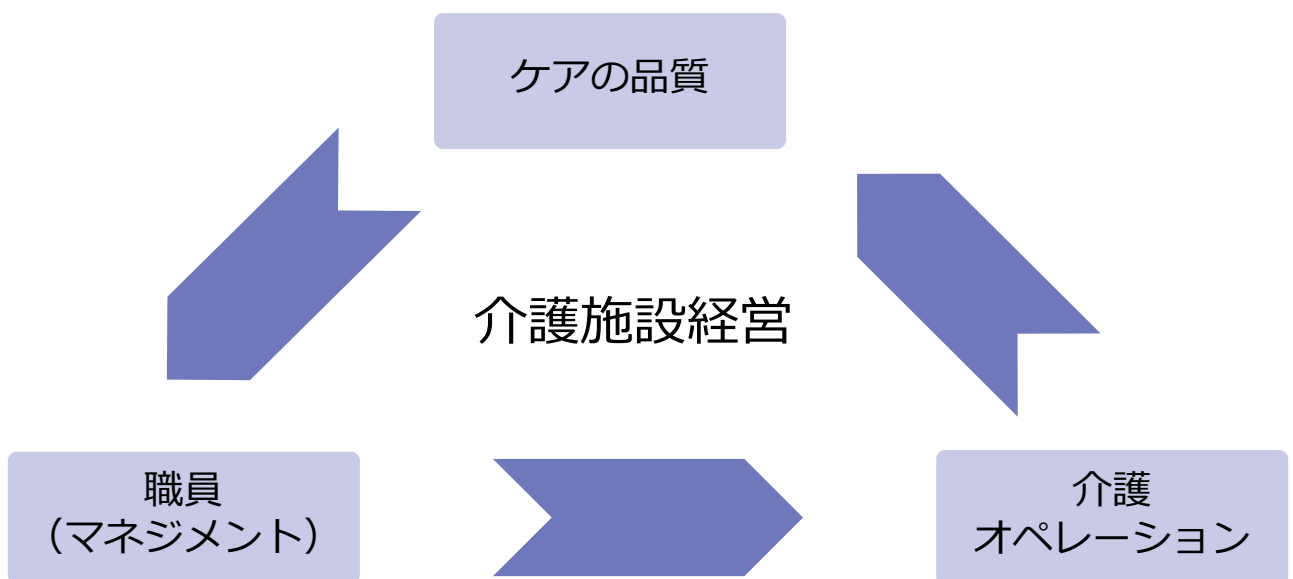 ケアの品質
介護施設経営
職員
（マネジメント）
介護
オペレーション